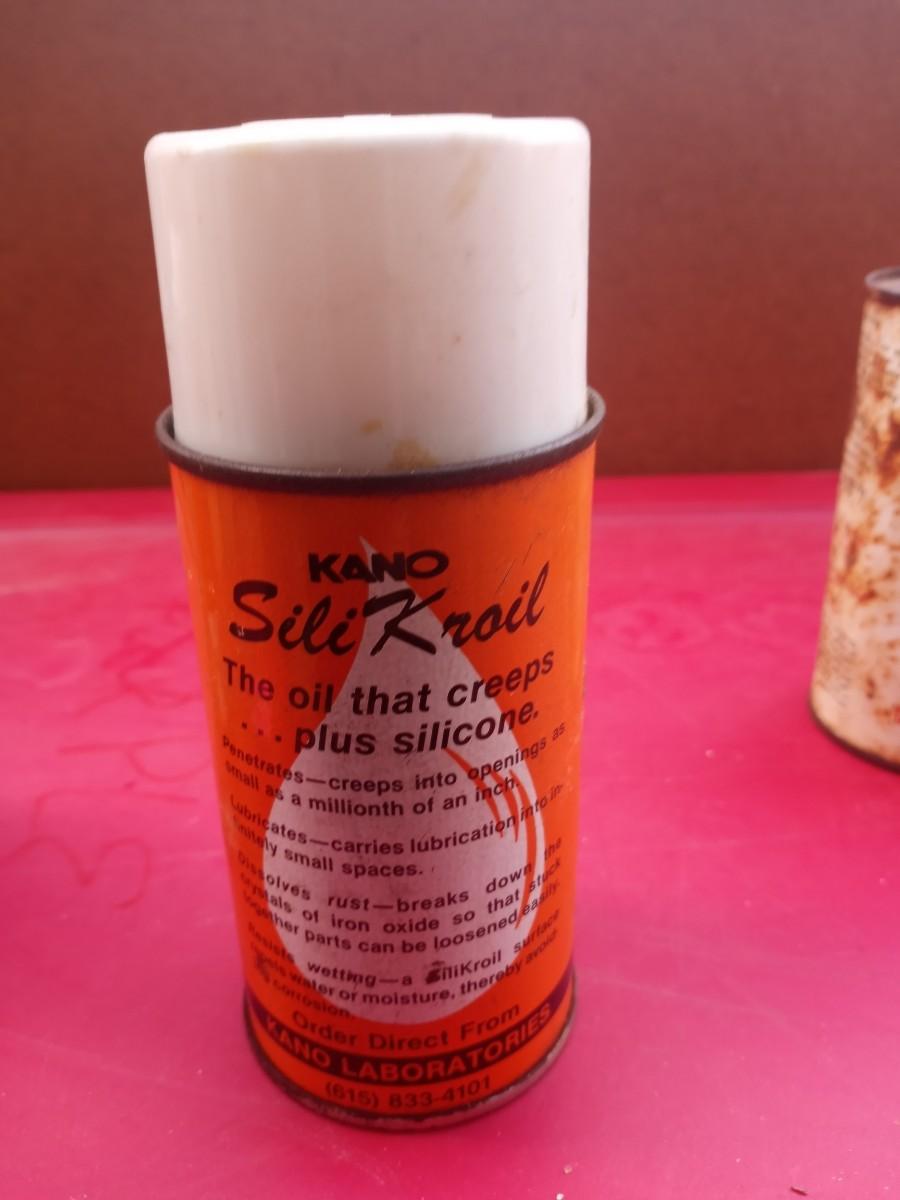 KANO
SiliKroil
The oil that creeps
... plus silicone.
Penetrates—creeps into openings as
small as a millionth of an inch.
Lubricates—carries lubrication into in-
finitely small spaces.
Dissolves rust—breaks down the
crystals of iron oxide so that stuck
together parts can be loosened easily.
Resists wetting—a SiliKroil surface
repels water or moisture, thereby avoid-
ing corrosion.
Order Direct From
KANO LABORATORIES
(615) 833-4101